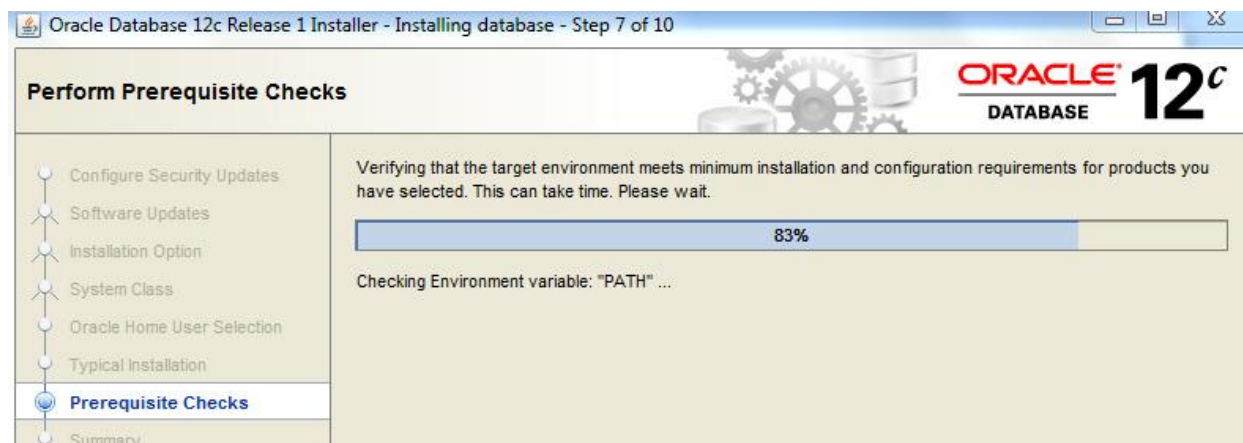 Oracle Database 12c Release 1 Installer - Installing database - Step 7 of 10
Perform Prerequisite Checks
ORACLE 12c
DATABASE
Configure Security Updates
Software Updates
Installation Option
System Class
Oracle Home User Selection
Typical Installation
Prerequisite Checks
Summary
Verifying that the target environment meets minimum installation and configuration requirements for products you
have selected. This can take time. Please wait.
83%
Checking Environment variable: "PATH" ...